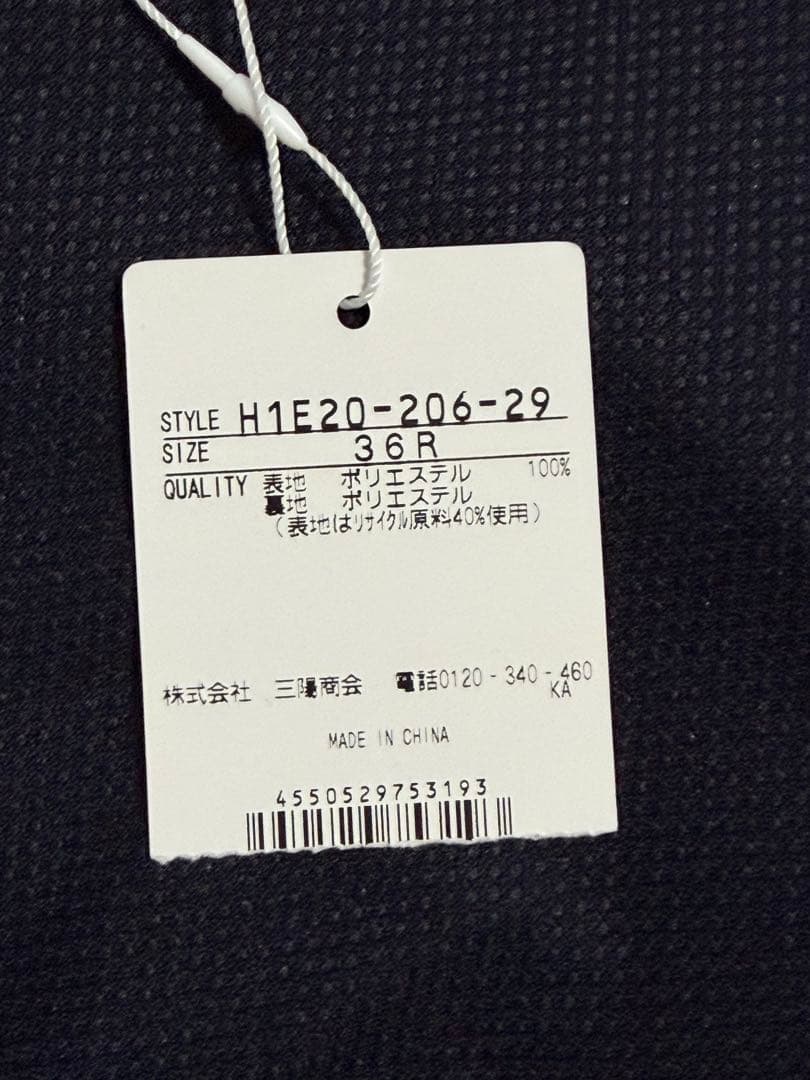 STYLE H1E20-206-29
SIZE 36R
QUALITY 表地 ポリエステル 100%
裏地 ポリエステル
(表地はリサイクル原料40%使用)
株式会社 三陽商会 電話0120-340-460
KA
MADE IN CHINA
4550529753193